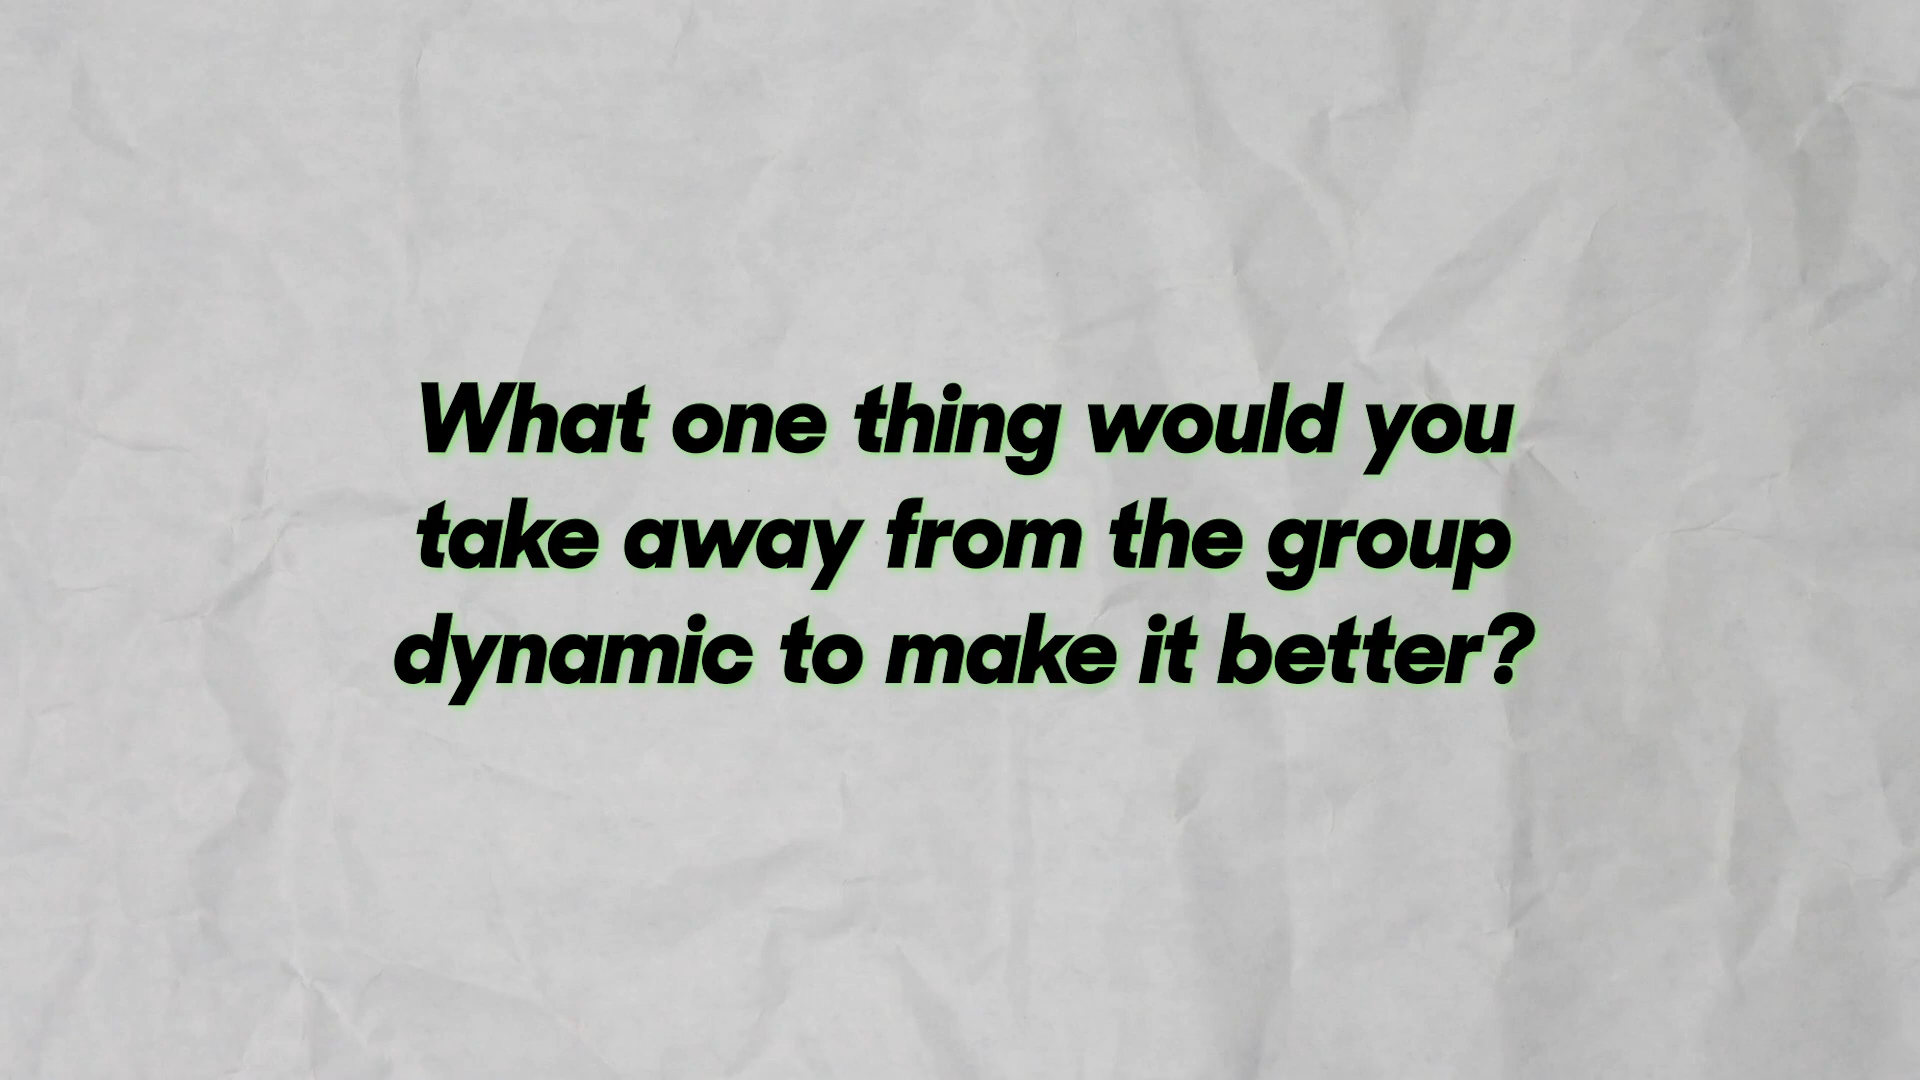 What one thing would you
take away from the group
dynamic to make it better?